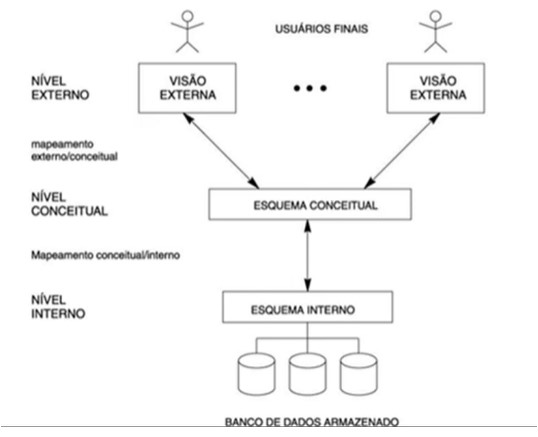 USUÁRIOS FINAIS
NÍVEL
EXTERNO
VISÃO
EXTERNA
VISÃO
EXTERNA
mapeamento
externo/conceitual
NÍVEL
CONCEITUAL
ESQUEMA CONCEITUAL
Mapeamento conceitual/interno
NÍVEL
INTERNO
ESQUEMA INTERNO
BANCO DE DADOS ARMAZENADO